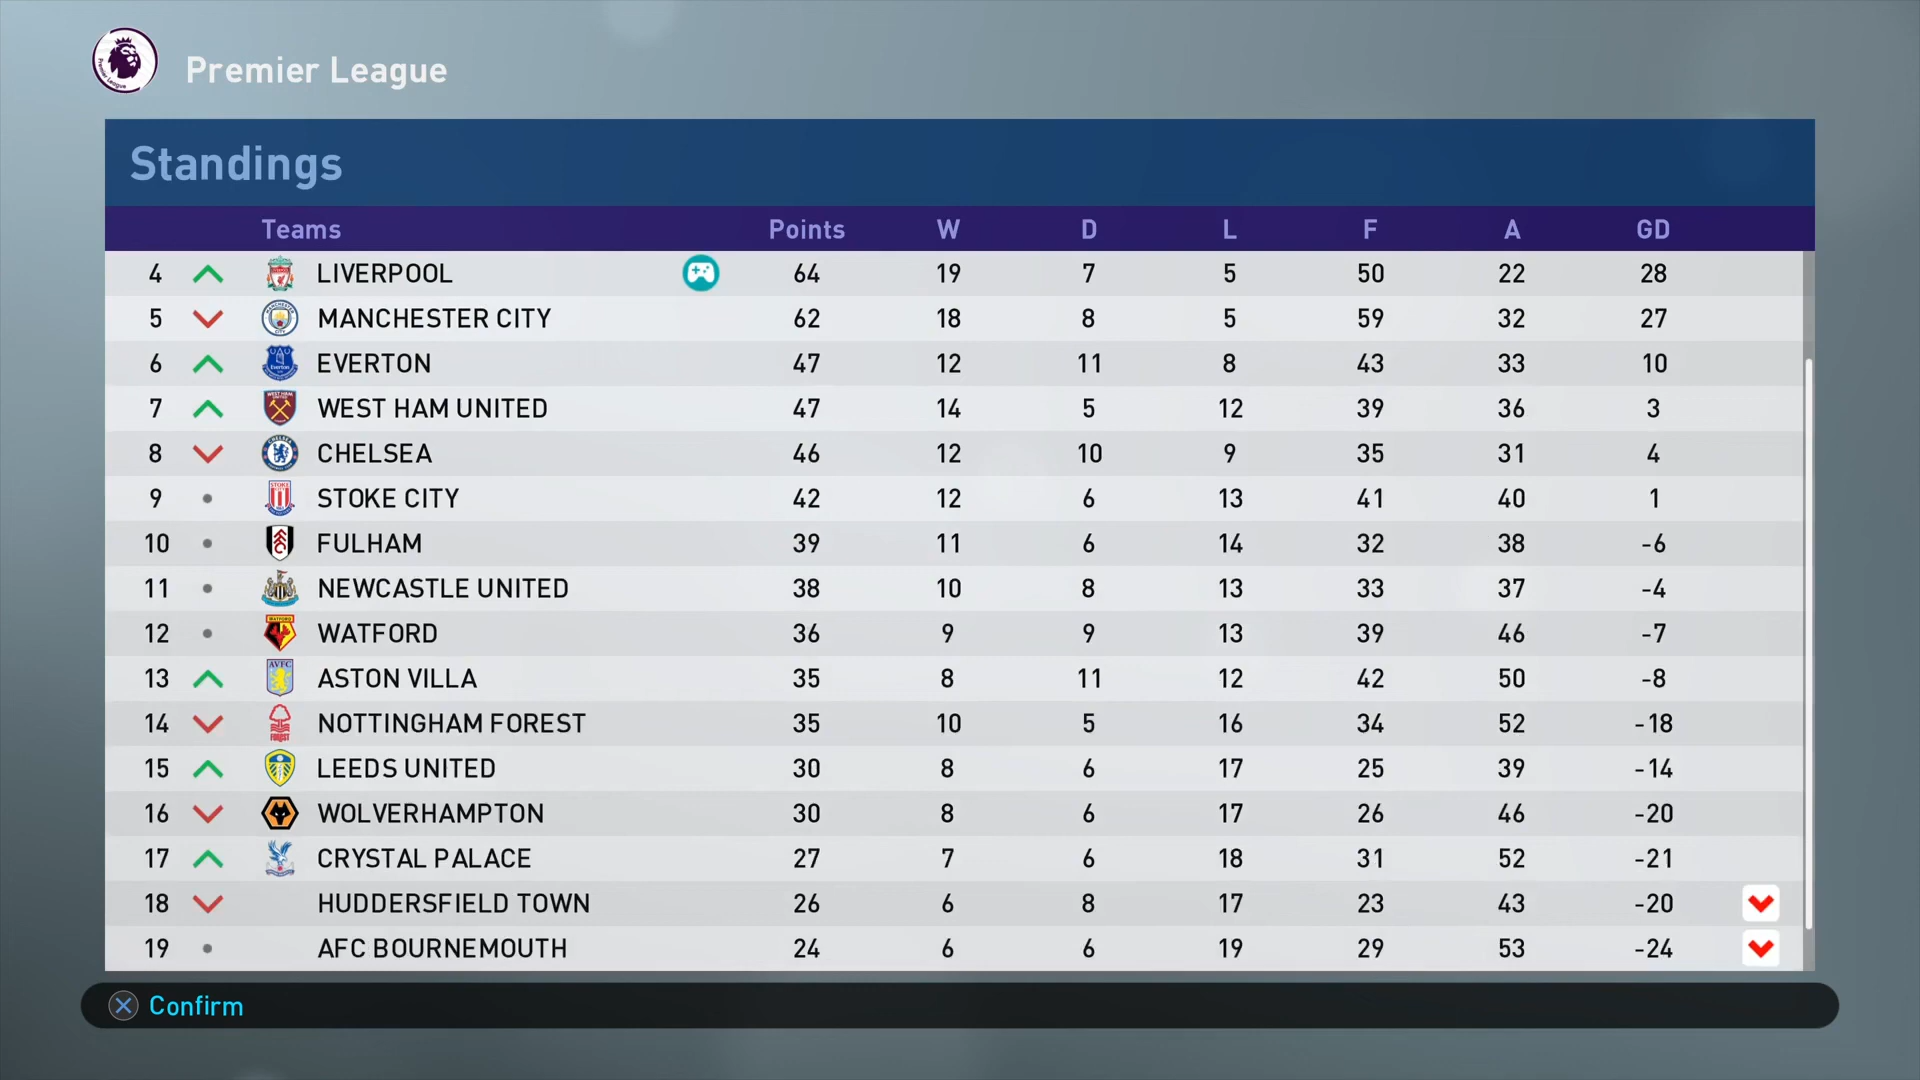 Premier League
Standings
Teams Points W D L F A GD
4 LIVERPOOL 64 19 7 5 50 22 28
5 MANCHESTER CITY 62 18 8 5 59 32 27
6 EVERTON 47 12 11 8 43 33 10
7 WEST HAM UNITED 47 14 5 12 39 36 3
8 CHELSEA 46 12 10 9 35 31 4
9 STOKE CITY 42 12 6 13 41 40 1
10 FULHAM 39 11 6 14 32 38 -6
11 NEWCASTLE UNITED 38 10 8 13 33 37 -4
12 WATFORD 36 9 9 13 39 46 -7
13 ASTON VILLA 35 8 11 12 42 50 -8
14 NOTTINGHAM FOREST 35 10 5 16 34 52 -18
15 LEEDS UNITED 30 8 6 17 25 39 -14
16 WOLVERHAMPTON 30 8 6 17 26 46 -20
17 CRYSTAL PALACE 27 7 6 18 31 52 -21
18 HUDDERSFIELD TOWN 26 6 8 17 23 43 -20
19 AFC BOURNEMOUTH 24 6 6 19 29 53 -24
Confirm